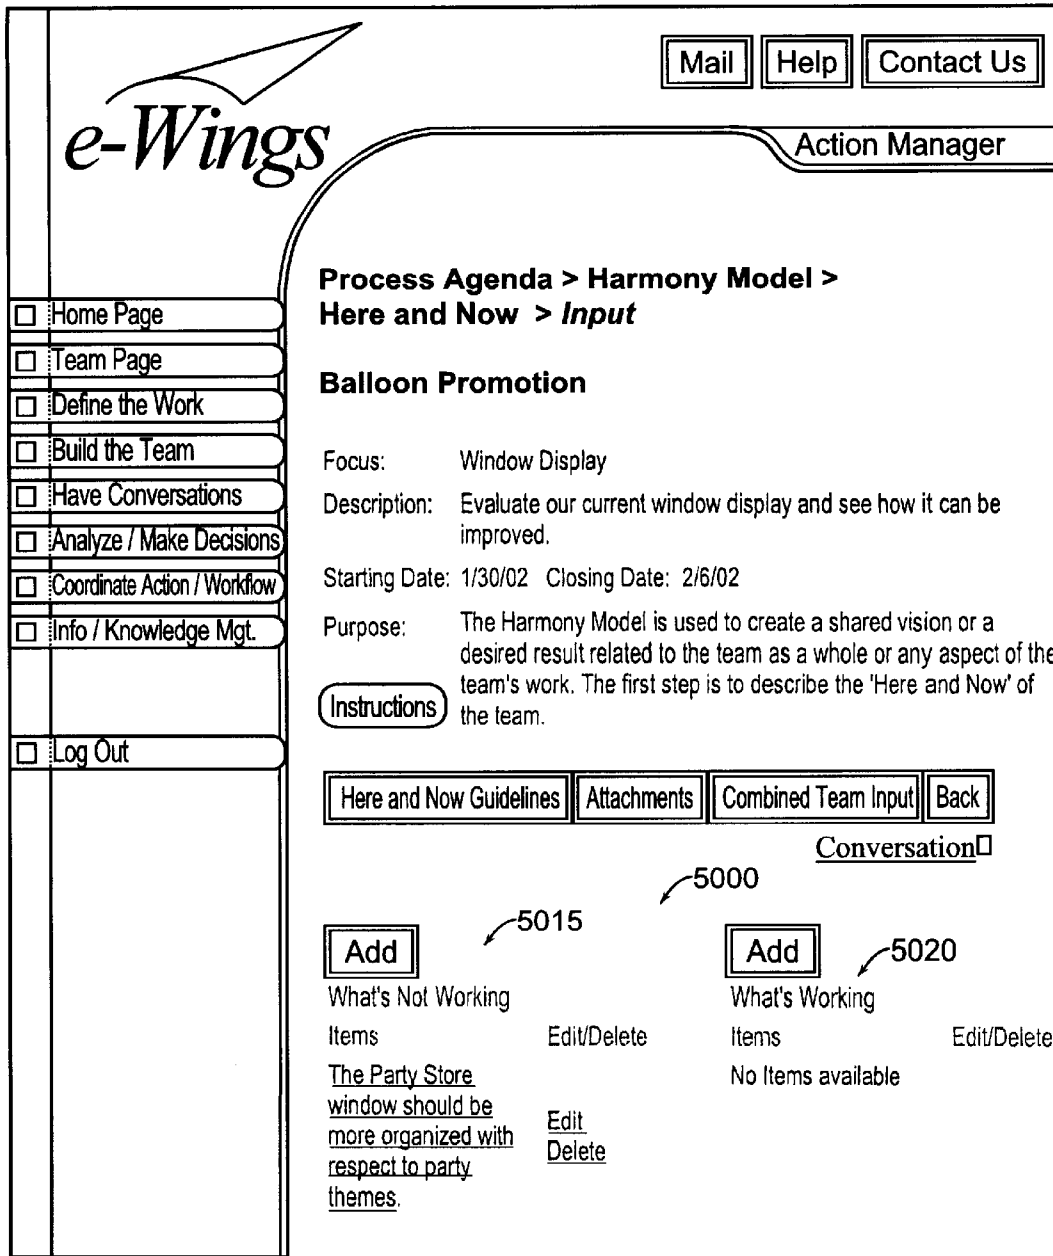 Mail Help Contact Us
e-Wings
Action Manager
Process Agenda > Harmony Model >
Here and Now > Input
Balloon Promotion
Home Page
Team Page
Define the Work
Build the Team
Have Conversations
Analyze / Make Decisions
Coordinate Action / Workflow
Info / Knowledge Mgt.
Log Out
Focus: Window Display
Description: Evaluate our current window display and see how it can be
improved.
Starting Date: 1/30/02 Closing Date: 2/6/02
Purpose: The Harmony Model is used to create a shared vision or a
desired result related to the team as a whole or any aspect of the
team's work. The first step is to describe the 'Here and Now' of
the team.
Instructions
Here and Now Guidelines Attachments Combined Team Input Back
Conversation
5000
5015
5020
Add Add
What's Not Working What's Working
Items Edit/Delete Items Edit/Delete
The Party Store No Items available
window should be
more organized with
respect to party
themes.
Edit
Delete